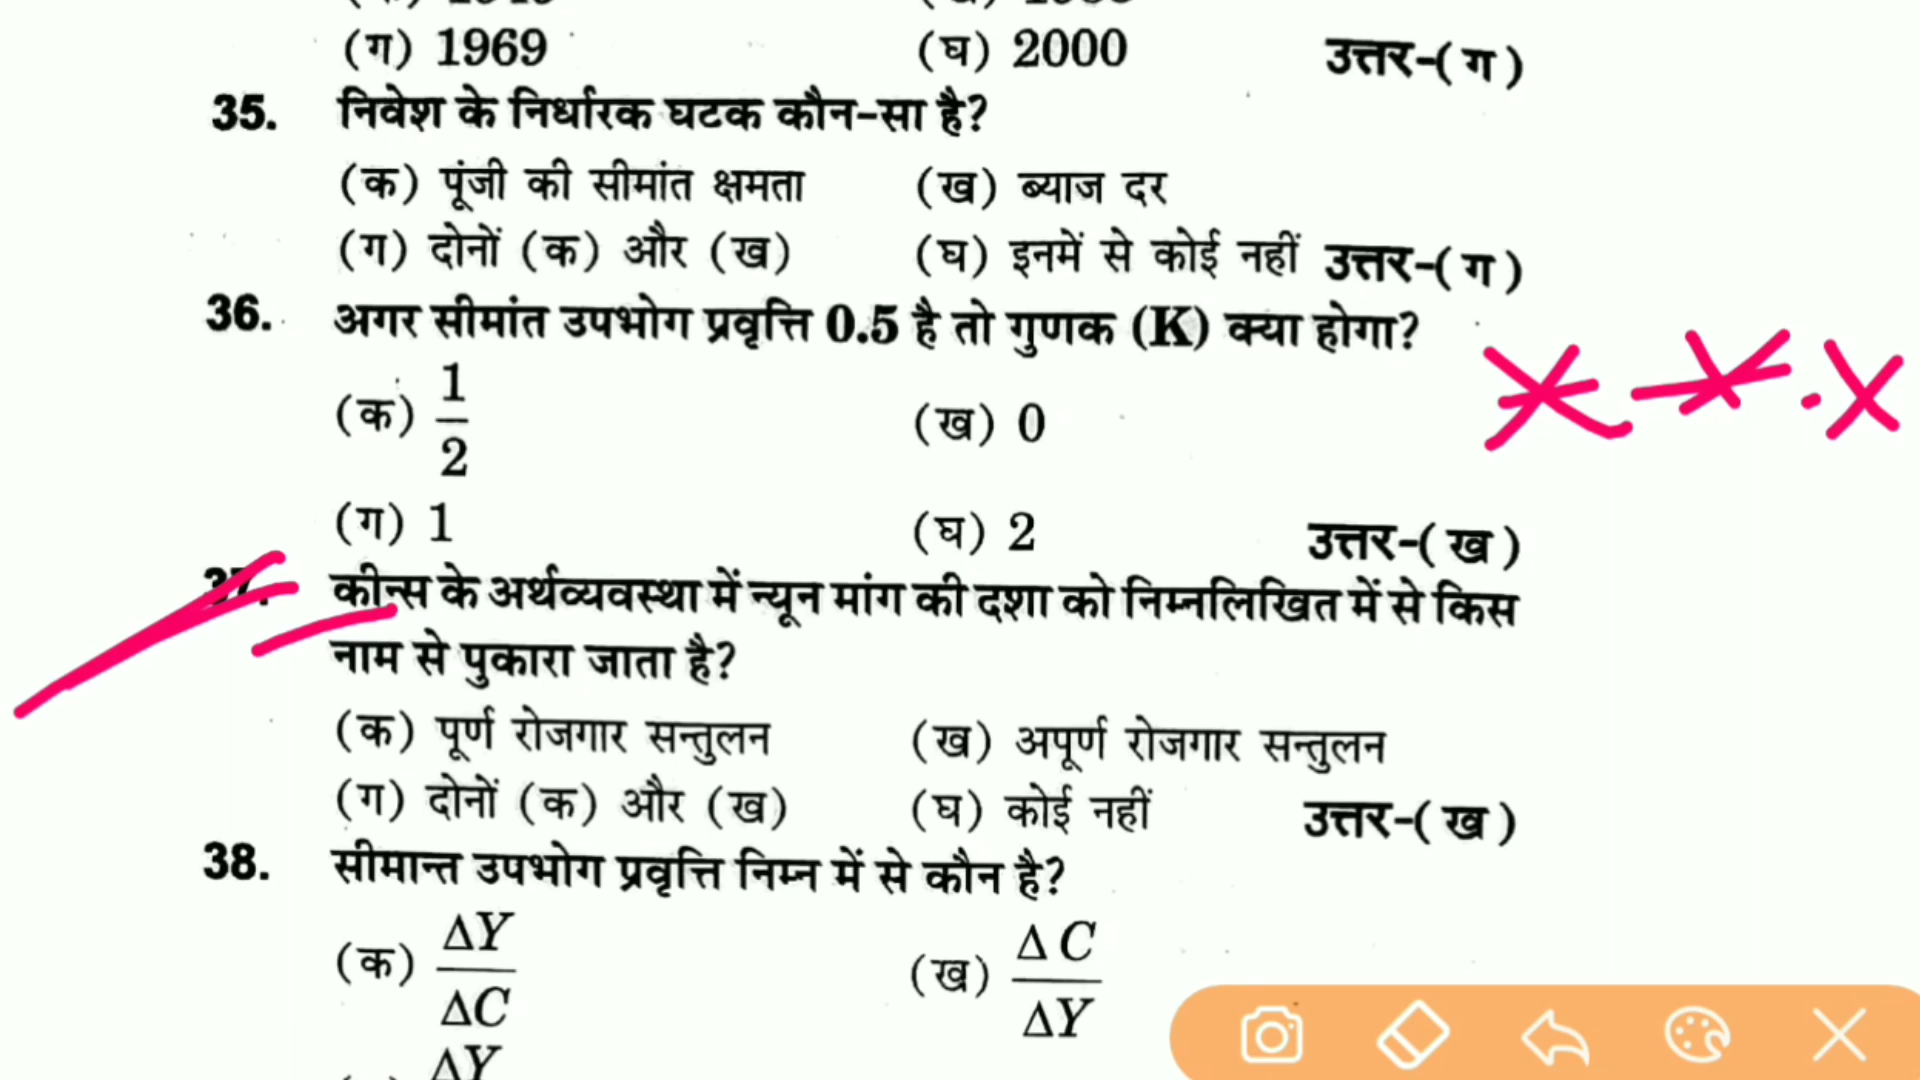 (ग) 1969 (घ) 2000 उत्तर-( ग )
35. निवेश के निर्धारक घटक कौन-सा है?
(क) पूंजी की सीमांत क्षमता (ख) ब्याज दर
(ग) दोनों (क) और (ख) (घ) इनमें से कोई नहीं उत्तर-( ग )
36. अगर सीमांत उपभोग प्रवृत्ति 0.5 है तो गुणक (K) क्या होगा?
(क) 1/2 (ख) 0
(ग) 1 (घ) 2 उत्तर-( ख )
37. कीन्स के अर्थव्यवस्था में न्यून मांग की दशा को निम्नलिखित में से किस
नाम से पुकारा जाता है?
(क) पूर्ण रोजगार सन्तुलन (ख) अपूर्ण रोजगार सन्तुलन
(ग) दोनों (क) और (ख) (घ) कोई नहीं उत्तर-( ख )
38. सीमान्त उपभोग प्रवृत्ति निम्न में से कौन है?
(क) ΔY/ΔC (ख) ΔC/ΔY
ΔY